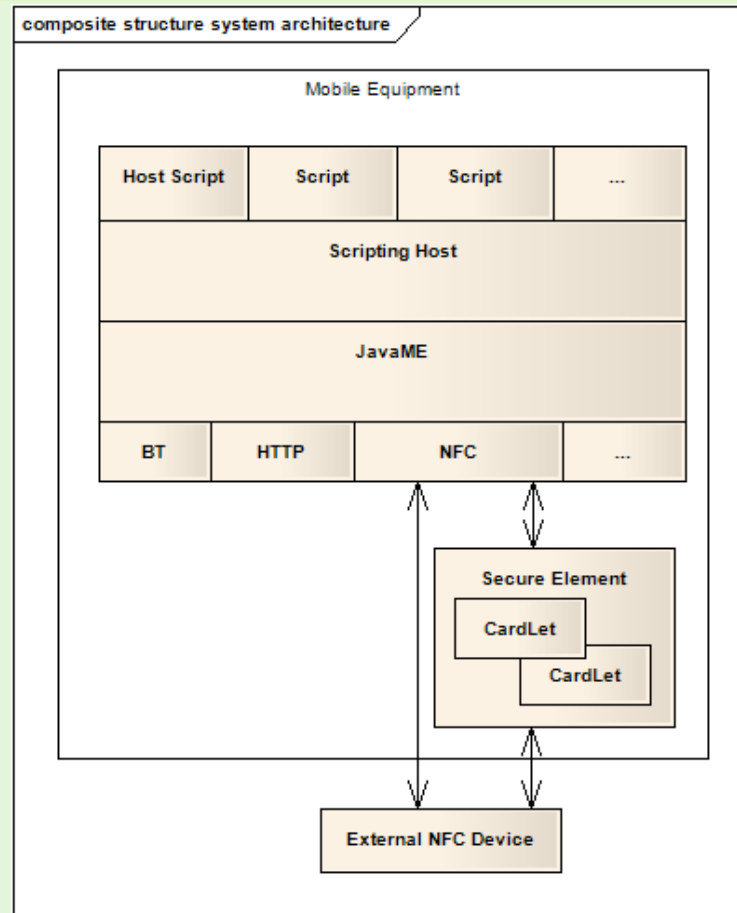 composite structure system architecture
Mobile Equipment
Host Script
Script
Script
...
Scripting Host
JavaME
BT
HTTP
NFC
...
Secure Element
CardLet
CardLet
External NFC Device